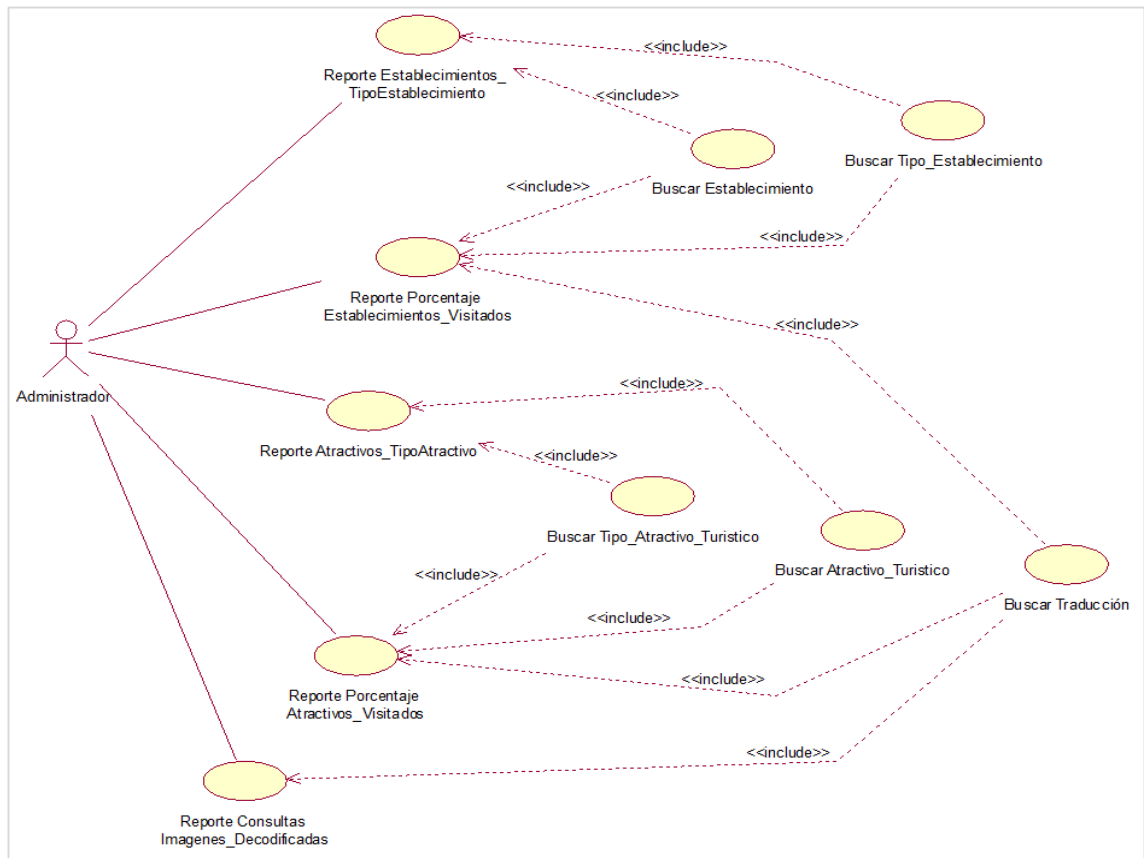 <<include>>
Reporte Establecimientos_
TipoEstablecimiento
<<include>>
Buscar Tipo_Establecimiento
Buscar Establecimiento
<<include>>
<<include>>
Reporte Porcentaje
Establecimientos_Visitados
<<include>>
Administrador
<<include>>
Reporte Atractivos_TipoAtractivo
<<include>>
Buscar Tipo_Atractivo_Turistico
Buscar Atractivo_Turistico
<<include>>
Buscar Traducción
<<include>>
<<include>>
Reporte Porcentaje
Atractivos_Visitados
<<include>>
Reporte Consultas
Imagenes_Decodificadas